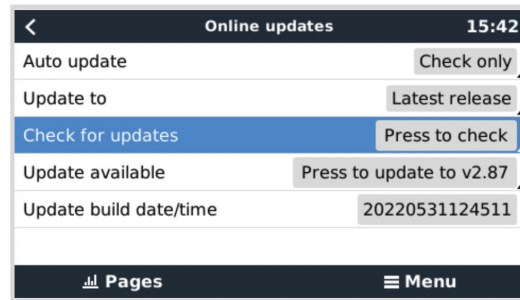 Online updates 15:42
Auto update Check only
Update to Latest release
Check for updates Press to check
Update available Press to update to v2.87
Update build date/time 20220531124511
Pages Menu